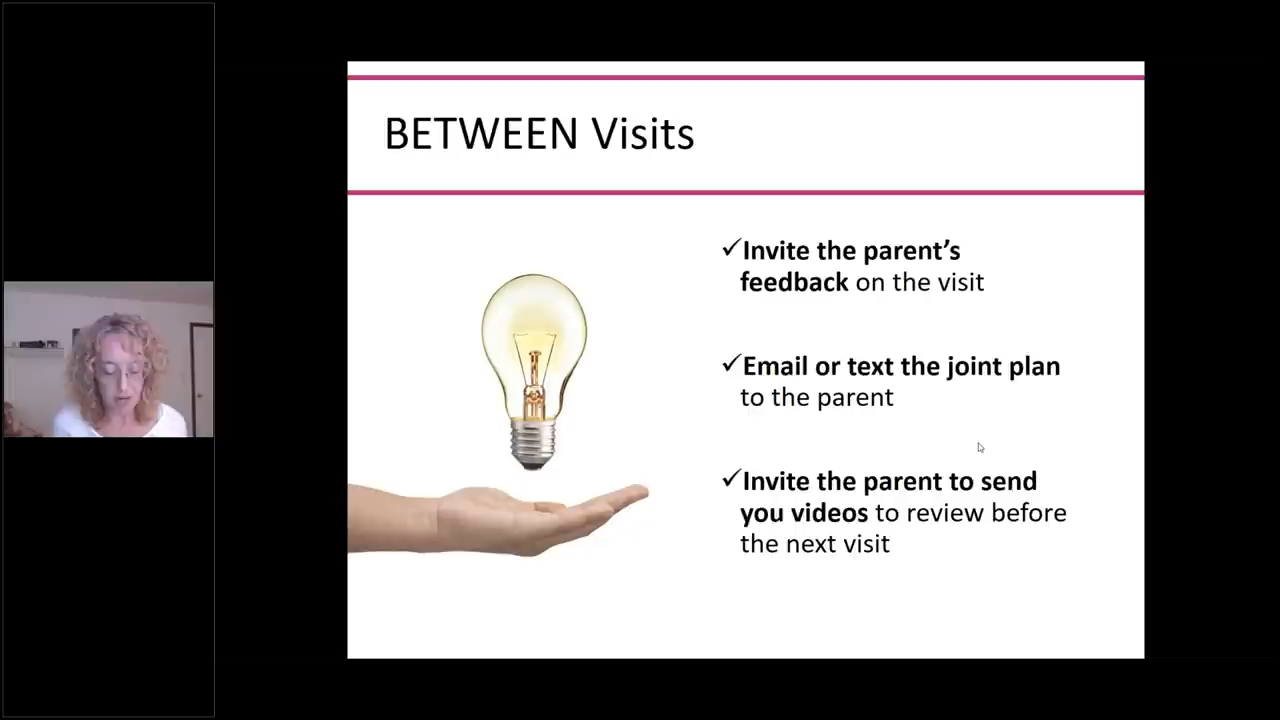 BETWEEN Visits
✓Invite the parent’s
feedback on the visit
✓Email or text the joint plan
to the parent
✓Invite the parent to send
you videos to review before
the next visit